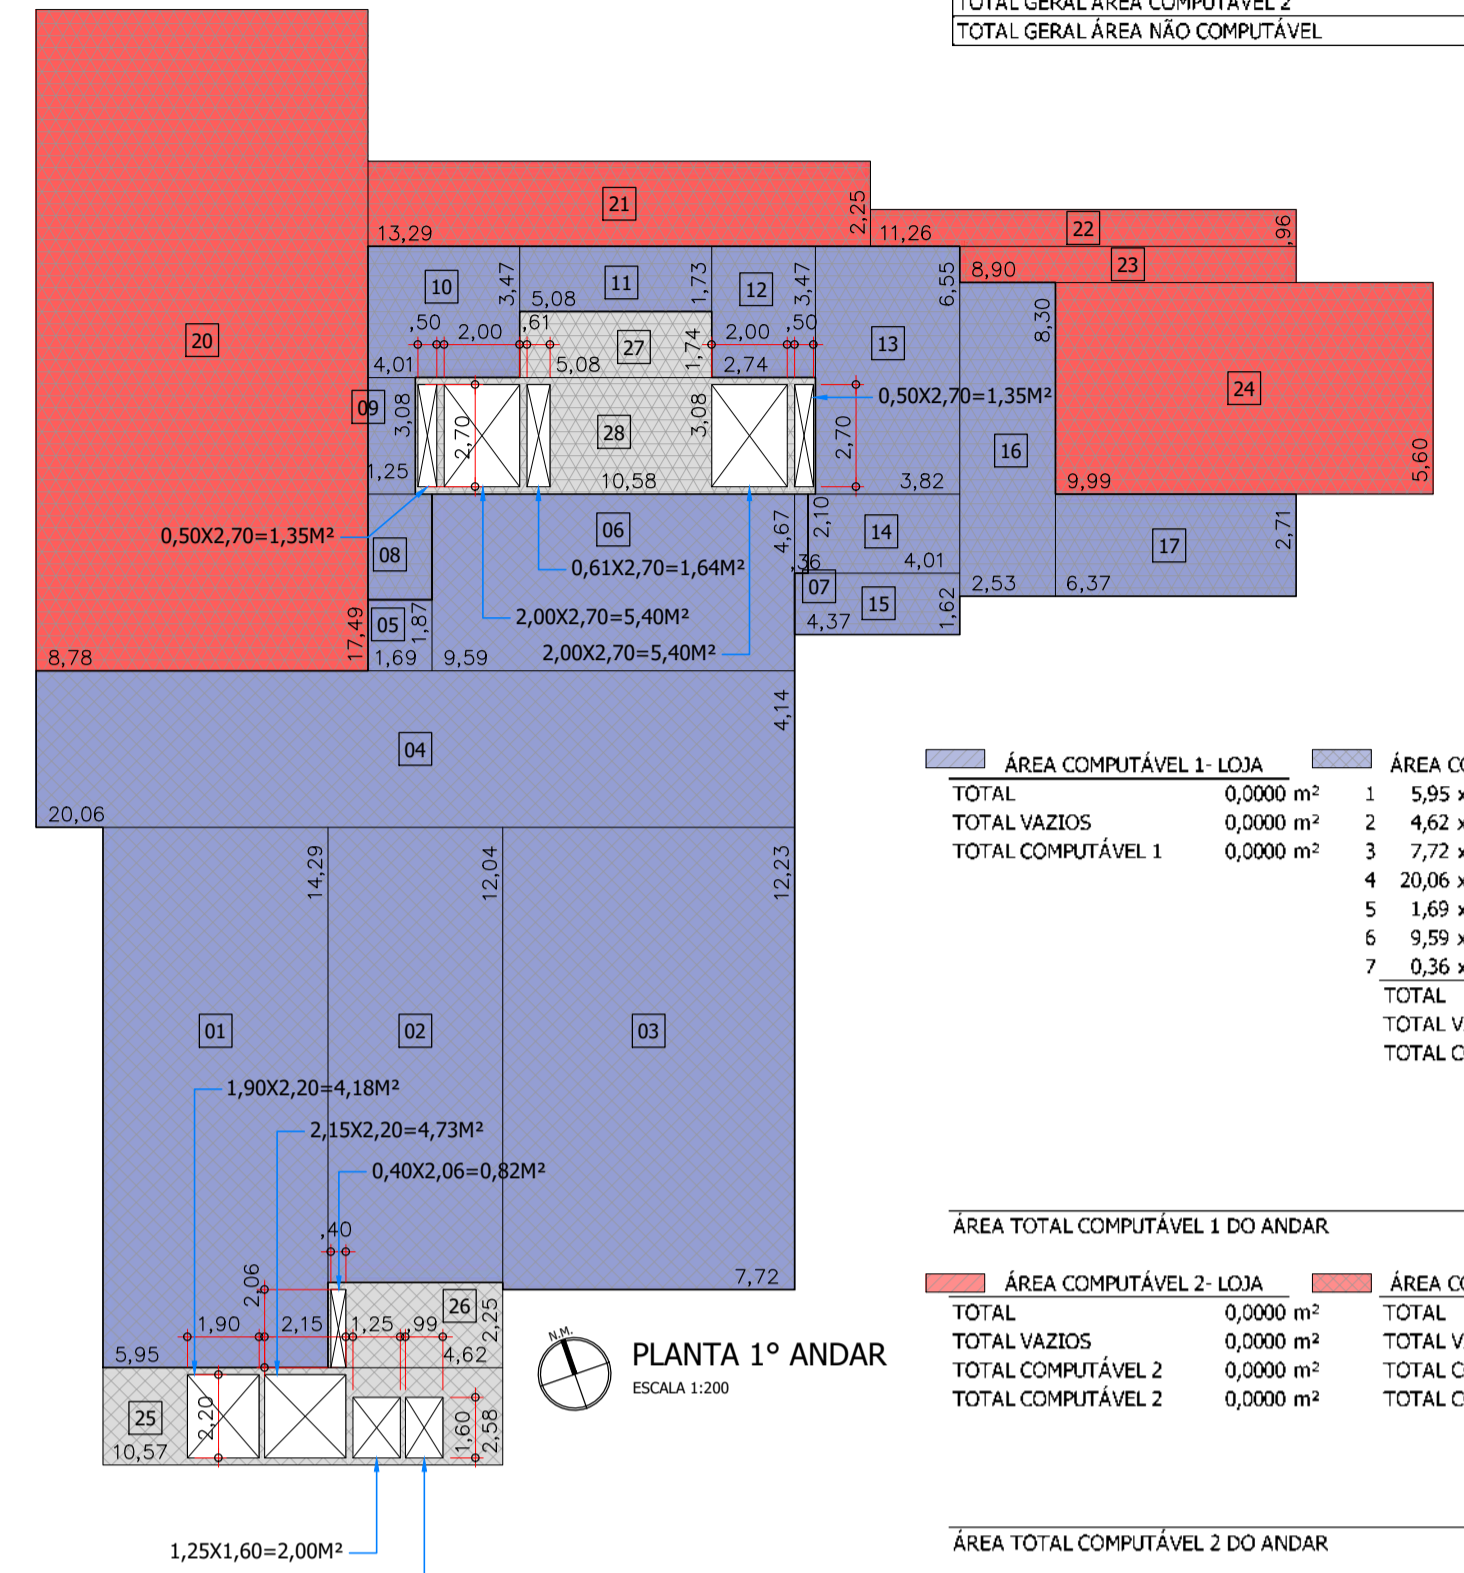 TOTAL GERAL ÁREA COMPUTÁVEL 2
TOTAL GERAL ÁREA NÃO COMPUTÁVEL
21
2,25
13,29
11,26
22
,96
8,90
23
10
3,47
11
5,08
1,73
12
3,47
6,55
8,30
20
,50
2,00
,61
27
1,74
2,00
,50
13
4,01
5,08
2,74
24
09
3,08
2,70
28
3,08
2,70
0,50X2,70=1,35M²
16
1,25
10,58
3,82
9,99
5,60
0,50X2,70=1,35M²
08
06
4,67
2,10
14
17
2,71
0,61X2,70=1,64M²
,36
4,01
07
15
1,62
2,53
6,37
05
1,87
2,00X2,70=5,40M²
4,37
8,78
17,49
1,69
9,59
2,00X2,70=5,40M²
4,14
04
20,06
14,29
12,04
12,23
01
02
03
1,90X2,20=4,18M²
2,15X2,20=4,73M²
0,40X2,06=0,82M²
,40
2,06
7,72
26
2,25
1,90
2,15
1,25
,99
5,95
4,62
25
2,20
1,60
2,58
10,57
1,25X1,60=2,00M²
N.M.
PLANTA 1° ANDAR
ESCALA 1:200
ÁREA COMPUTÁVEL 1- LOJA
TOTAL 0,0000 m²
TOTAL VAZIOS 0,0000 m²
TOTAL COMPUTÁVEL 1 0,0000 m²
ÁREA CO
1 5,95 x
2 4,62 x
3 7,72 x
4 20,06 x
5 1,69 x
6 9,59 x
7 0,36 x
TOTAL
TOTAL V
TOTAL C
ÁREA TOTAL COMPUTÁVEL 1 DO ANDAR
ÁREA COMPUTÁVEL 2- LOJA
TOTAL 0,0000 m²
TOTAL VAZIOS 0,0000 m²
TOTAL COMPUTÁVEL 2 0,0000 m²
TOTAL COMPUTÁVEL 2 0,0000 m²
ÁREA CO
TOTAL
TOTAL V
TOTAL C
TOTAL C
ÁREA TOTAL COMPUTÁVEL 2 DO ANDAR